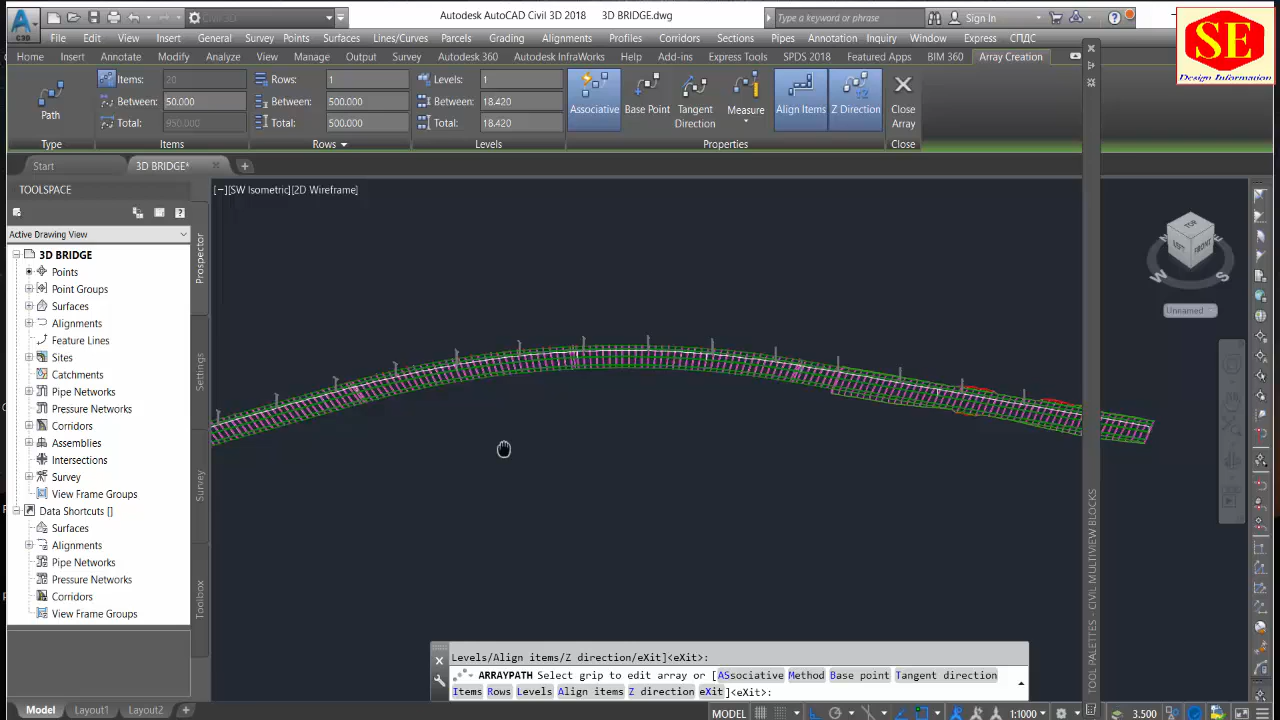 Autodesk AutoCAD Civil 3D 2018 3D BRIDGE.dwg
Type a keyword or phrase
Sign In
C3D
Civil 3D
File Edit View Insert General Survey Points Surfaces Lines/Curves Parcels Grading Alignments Profiles Corridors Sections Pipes Annotation Inquiry Window Express СПДС
Home Insert Annotate Modify Analyze View Manage Output Survey Autodesk 360 Autodesk InfraWorks Help Add-ins Express Tools SPDS 2018 Featured Apps BIM 360 Array Creation
SE
Design Information
Items: 20 Rows: 1 Levels: 1
Between: 50.000 Between: 500.000 Between: 18.420
Total: 950.000 Total: 500.000 Total: 18.420
Path
Associative Base Point Tangent Direction Measure Align Items Z Direction Close Array
Type Items Rows Levels Properties Close
Start 3D BRIDGE*
TOOLSPACE
[−][SW Isometric][2D Wireframe]
Active Drawing View
3D BRIDGE
Points
Point Groups
Surfaces
Alignments
Feature Lines
Sites
Catchments
Pipe Networks
Pressure Networks
Corridors
Assemblies
Intersections
Survey
View Frame Groups
Data Shortcuts []
Surfaces
Alignments
Pipe Networks
Pressure Networks
Corridors
View Frame Groups
Prospector
Settings
Survey
Toolbox
TOP
LEFT
FRONT
W
S
Unnamed
TOOL PALETTES - CIVIL MULTIVIEW BLOCKS
Levels/Align items/Z direction/eXit]<eXit>:
ARRAYPATH Select grip to edit array or [ASsociative Method Base point Tangent direction
Items Rows Levels Align items Z direction eXit]<eXit>:
Model Layout1 Layout2
MODEL 1:1000 3.500